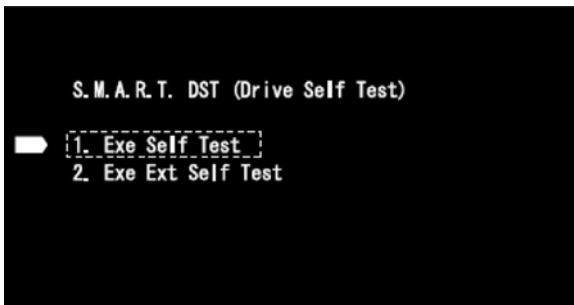 S.M.A.R.T. DST (Drive Self Test)
1. Exe Self Test
2. Exe Ext Self Test